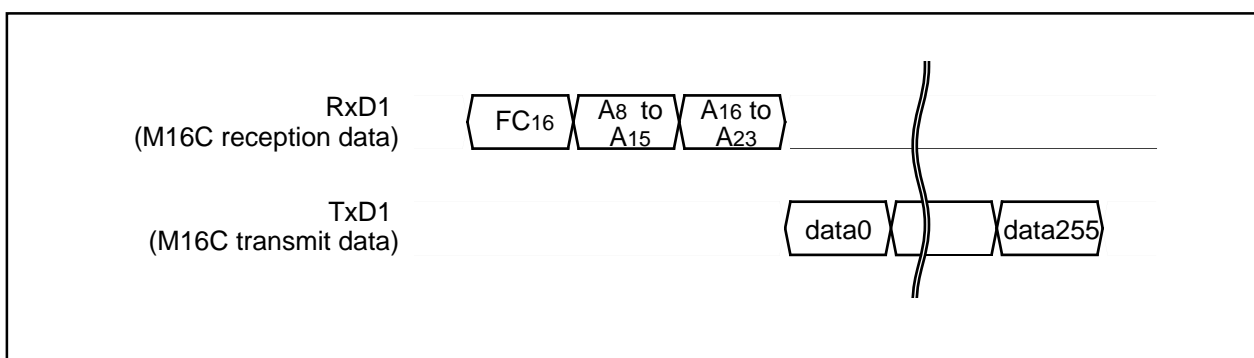 RxD1
(M16C reception data)
FC16
A8 to
A15
A16 to
A23
TxD1
(M16C transmit data)
data0
data255